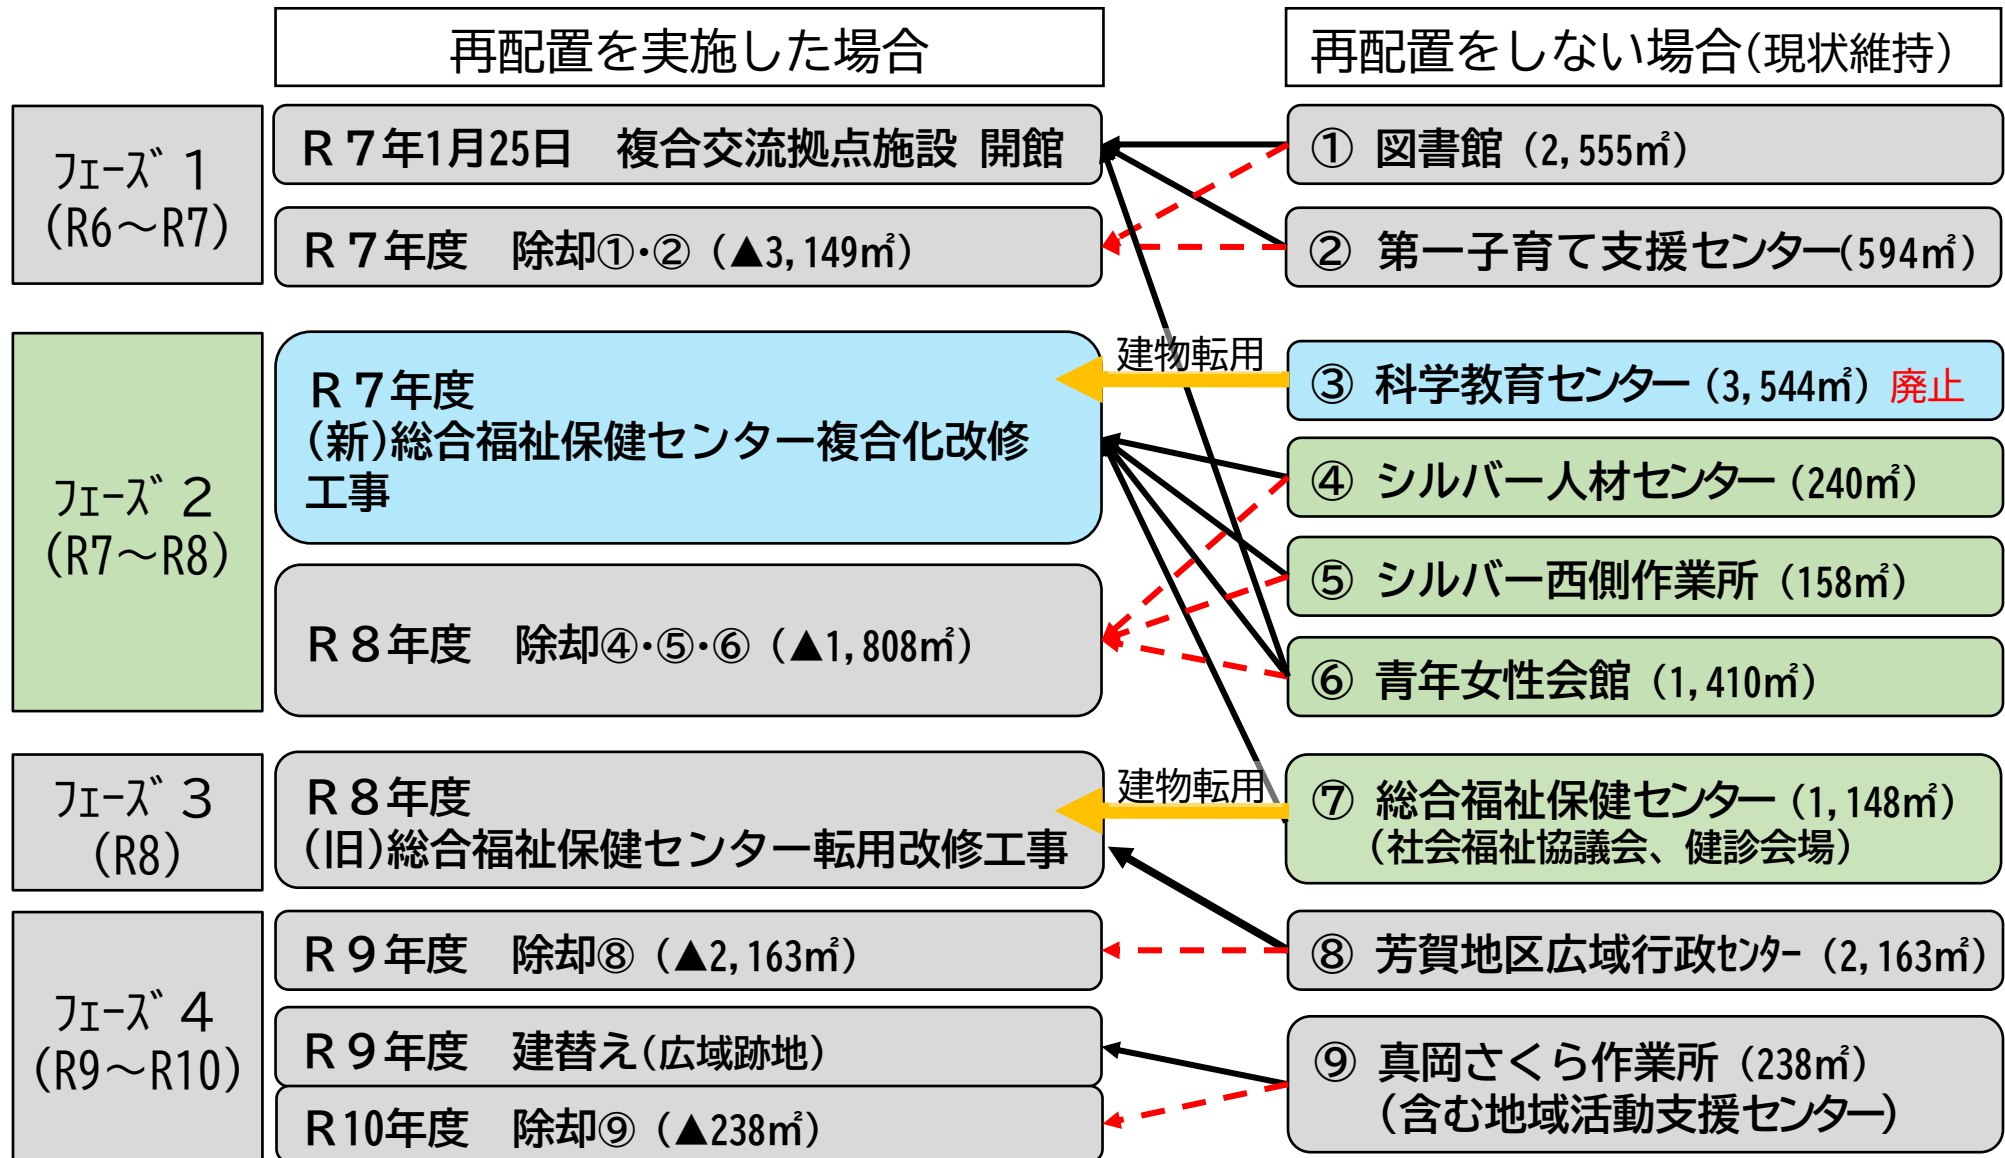 再配置を実施した場合
再配置をしない場合(現状維持)
ﾌｪｰｽﾞ 1
(R6～R7)
R７年1月25日　複合交流拠点施設 開館
R７年度　除却①･② (▲3,149㎡)
① 図書館 (2,555㎡)
② 第一子育て支援センター(594㎡)
ﾌｪｰｽﾞ 2
(R7～R8)
R７年度
(新)総合福祉保健センター複合化改修
工事
R８年度　除却④･⑤･⑥ (▲1,808㎡)
建物転用
③ 科学教育センター (3,544㎡) 廃止
④ シルバー人材センター (240㎡)
⑤ シルバー西側作業所 (158㎡)
⑥ 青年女性会館 (1,410㎡)
ﾌｪｰｽﾞ 3
(R8)
R８年度
(旧)総合福祉保健センター転用改修工事
建物転用
⑦ 総合福祉保健センター (1,148㎡)
(社会福祉協議会、健診会場)
ﾌｪｰｽﾞ 4
(R9～R10)
R９年度　除却⑧ (▲2,163㎡)
R９年度　建替え(広域跡地)
R10年度　除却⑨ (▲238㎡)
⑧ 芳賀地区広域行政ｾﾝﾀｰ (2,163㎡)
⑨ 真岡さくら作業所 (238㎡)
(含む地域活動支援センター)